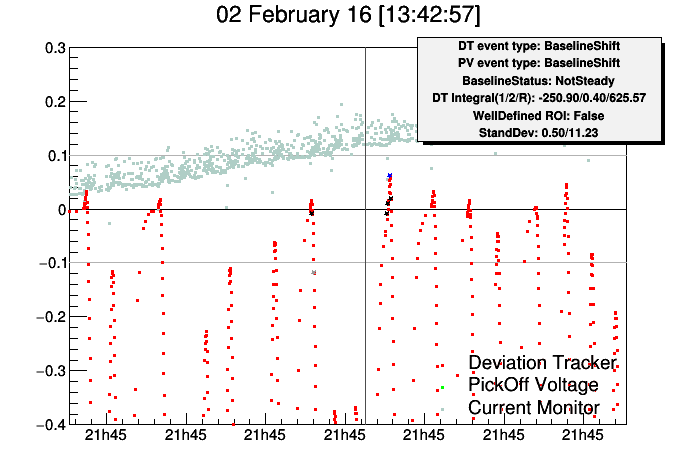 02 February 16 [13:42:57]
DT event type: BaselineShift
PV event type: BaselineShift
BaselineStatus: NotSteady
DT Integral(1/2/R): -250.90/0.40/625.57
WellDefined ROI: False
StandDev: 0.50/11.23
0.3
0.2
0.1
0
−0.1
−0.2
−0.3
−0.4
Deviation Tracker
PickOff Voltage
Current Monitor
21h45 21h45 21h45 21h45 21h45 21h45 21h45